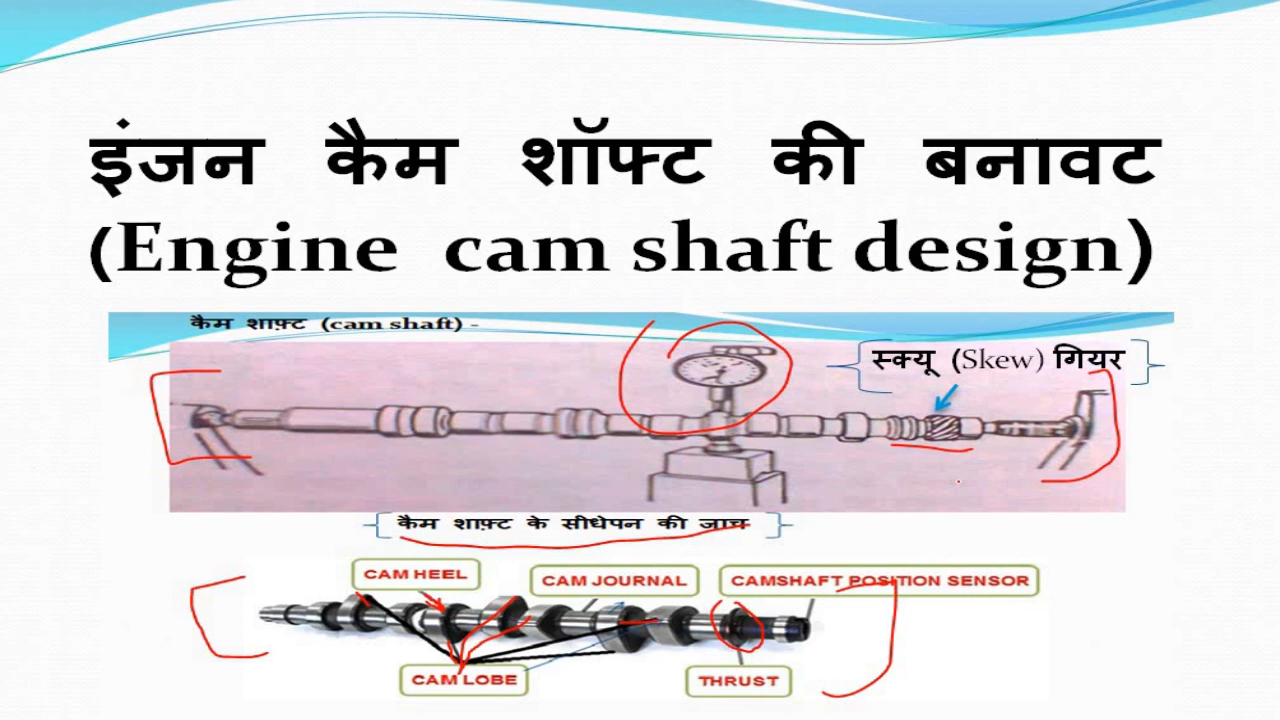 इंजन कैम शॉफ्ट की बनावट
(Engine cam shaft design)
कैम शाफ़्ट (cam shaft) -
स्क्यू (Skew) गियर
कैम शाफ़्ट के सीधेपन की जाच
CAM HEEL
CAM JOURNAL
CAMSHAFT POSITION SENSOR
CAM LOBE
THRUST